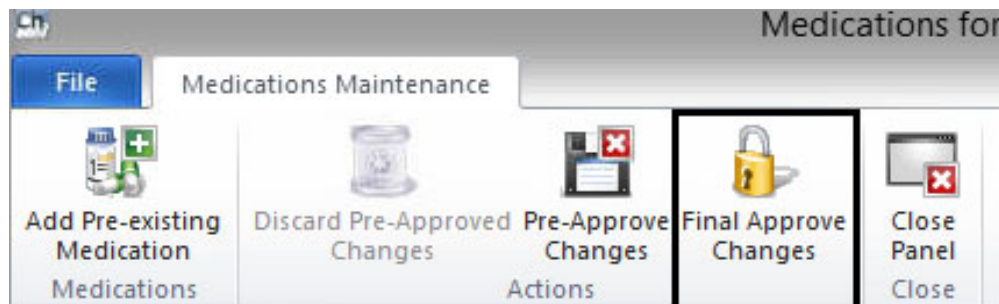 Medications for
File
Medications Maintenance
Add Pre-existing
Medication
Discard Pre-Approved
Changes
Pre-Approve
Changes
Final Approve
Changes
Close
Panel
Medications
Actions
Close